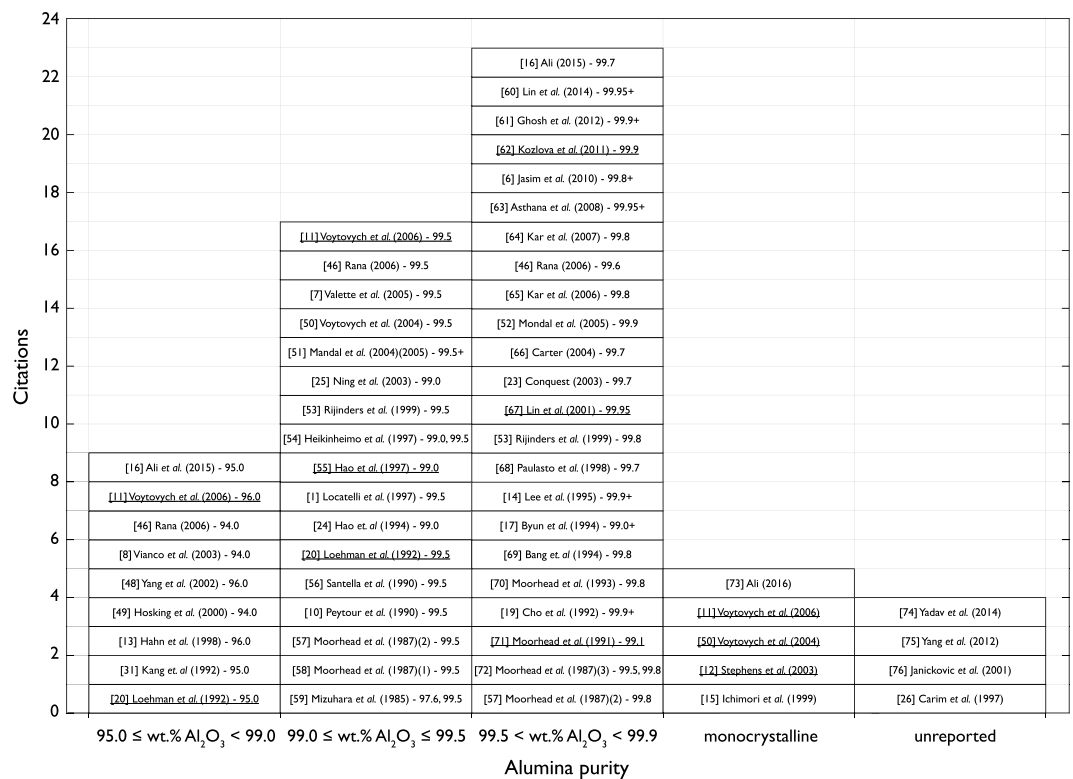 24
22
20
18
16
14
12
10
8
6
4
2
0
Citations
[16] Ali et al. (2015) - 95.0
[11] Voytovych et al. (2006) - 96.0
[46] Rana (2006) - 94.0
[8] Vianco et al. (2003) - 94.0
[48] Yang et al. (2002) - 96.0
[49] Hosking et al. (2000) - 94.0
[13] Hahn et al. (1998) - 96.0
[31] Kang et. al (1992) - 95.0
[20] Loehman et al. (1992) - 95.0
[11] Voytovych et al. (2006) - 99.5
[46] Rana (2006) - 99.5
[7] Valette et al. (2005) - 99.5
[50] Voytovych et al. (2004) - 99.5
[51] Mandal et al. (2004)(2005) - 99.5+
[25] Ning et al. (2003) - 99.0
[53] Rijinders et al. (1999) - 99.5
[54] Heikinheimo et al. (1997) - 99.0, 99.5
[55] Hao et al. (1997) - 99.0
[1] Locatelli et al. (1997) - 99.5
[24] Hao et. al (1994) - 99.0
[20] Loehman et al. (1992) - 99.5
[56] Santella et al. (1990) - 99.5
[10] Peytour et al. (1990) - 99.5
[57] Moorhead et al. (1987)(2) - 99.5
[58] Moorhead et al. (1987)(1) - 99.5
[59] Mizuhara et al. (1985) - 97.6, 99.5
[16] Ali (2015) - 99.7
[60] Lin et al. (2014) - 99.95+
[61] Ghosh et al. (2012) - 99.9+
[62] Kozlova et al. (2011) - 99.9
[6] Jasim et al. (2010) - 99.8+
[63] Asthana et al. (2008) - 99.95+
[64] Kar et al. (2007) - 99.8
[46] Rana (2006) - 99.6
[65] Kar et al. (2006) - 99.8
[52] Mondal et al. (2005) - 99.9
[66] Carter (2004) - 99.7
[23] Conquest (2003) - 99.7
[67] Lin et al. (2001) - 99.95
[53] Rijinders et al. (1999) - 99.8
[68] Paulasto et al. (1998) - 99.7
[14] Lee et al. (1995) - 99.9+
[17] Byun et al. (1994) - 99.0+
[69] Bang et. al (1994) - 99.8
[70] Moorhead et al. (1993) - 99.8
[19] Cho et al. (1992) - 99.9+
[71] Moorhead et al. (1991) - 99.1
[72] Moorhead et al. (1987)(3) - 99.5, 99.8
[57] Moorhead et al. (1987)(2) - 99.8
[73] Ali (2016)
[11] Voytovych et al. (2006)
[50] Voytovych et al. (2004)
[12] Stephens et al. (2003)
[15] Ichimori et al. (1999)
[74] Yadav et al. (2014)
[75] Yang et al. (2012)
[76] Janickovic et al. (2001)
[26] Carim et al. (1997)
95.0 ≤ wt.% Al₂O₃ < 99.0
99.0 ≤ wt.% Al₂O₃ ≤ 99.5
99.5 < wt.% Al₂O₃ < 99.9
monocrystalline
unreported
Alumina purity